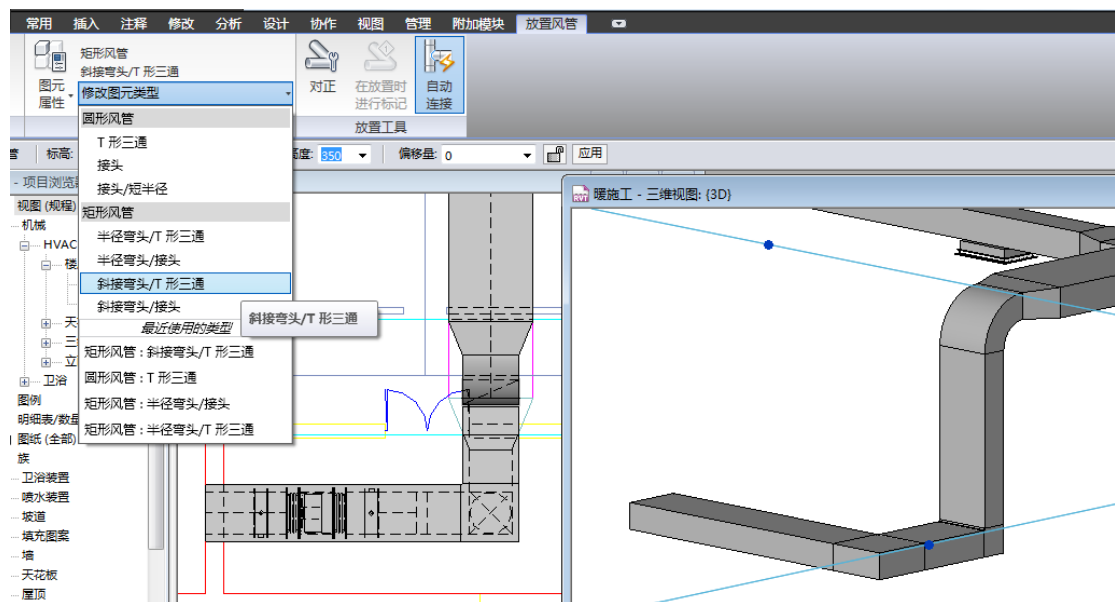 常用 插入 注释 修改 分析 设计 协作 视图 管理 附加模块 放置风管
矩形风管
斜接弯头/T 形三通
图元
属性
修改图元类型
对正
在放置时
进行标记
自动
连接
放置工具
圆形风管
T 形三通
接头
接头/短半径
矩形风管
半径弯头/T 形三通
半径弯头/接头
斜接弯头/T 形三通
斜接弯头/接头
斜接弯头/T 形三通
最近使用的类型
矩形风管 : 斜接弯头/T 形三通
圆形风管 : T 形三通
矩形风管 : 半径弯头/接头
矩形风管 : 半径弯头/T 形三通
标高: 度: 350 偏移量: 0 应用
- 项目浏览
视图 (规程)
机械
HVAC
楼
天
三
立
卫浴
图例
明细表/数量
图纸 (全部)
族
卫浴装置
喷水装置
坡道
填充图案
墙
天花板
屋顶
暖施工 - 三维视图: {3D}